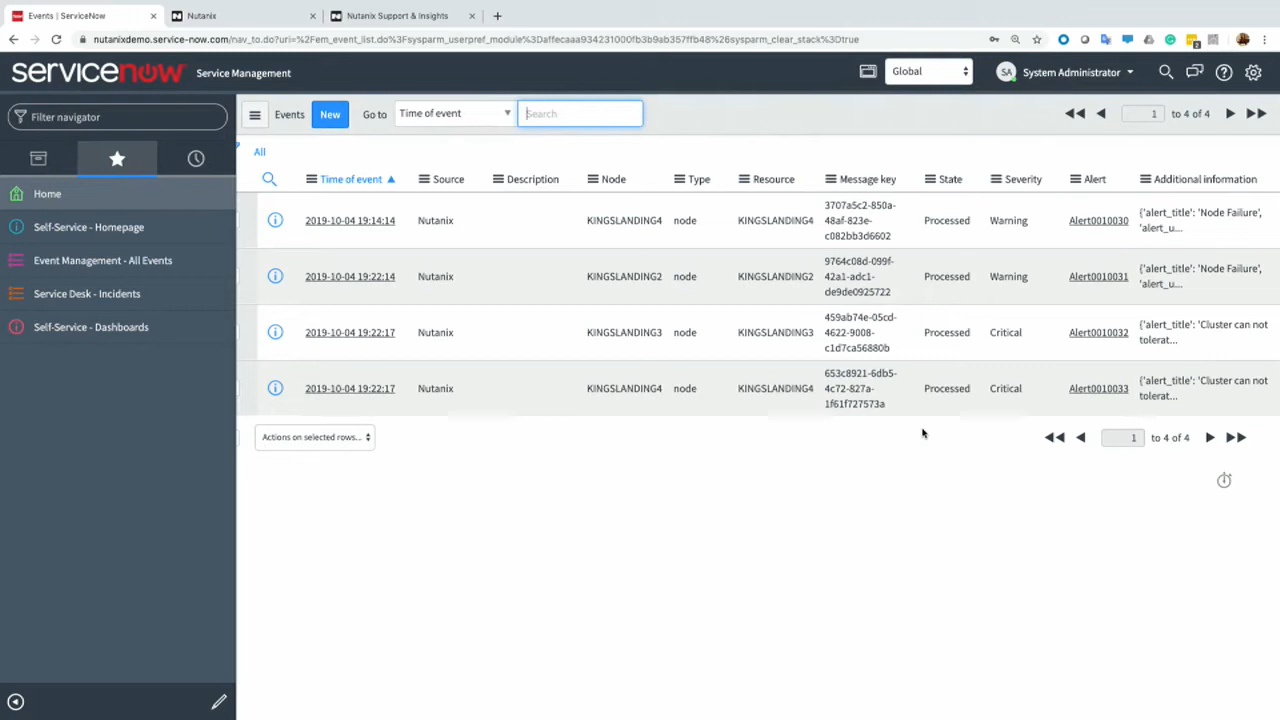 Events | ServiceNow
Nutanix
Nutanix Support & Insights
nutanixdemo.service-now.com/nav_to.do?uri=%2Fem_event_list.do%3Fsysparm_userpref_module%3Daffecaaa934231000fb3b9ab357ffb48%26sysparm_clear_stack%3Dtrue
servicenow Service Management
Global
SA System Administrator
Filter navigator
Events New Go to Time of event Search
1 to 4 of 4
All
Time of event Source Description Node Type Resource Message key State Severity Alert Additional information
Home
Self-Service - Homepage
Event Management - All Events
Service Desk - Incidents
Self-Service - Dashboards
2019-10-04 19:14:14 Nutanix KINGSLANDING4 node KINGSLANDING4
3707a5c2-850a-
48af-823e-
c082bb3d6602
Processed Warning Alert0010030
{'alert_title': 'Node Failure',
'alert_u...
2019-10-04 19:22:14 Nutanix KINGSLANDING2 node KINGSLANDING2
9764c08d-099f-
42a1-adc1-
de9de0925722
Processed Warning Alert0010031
{'alert_title': 'Node Failure',
'alert_u...
2019-10-04 19:22:17 Nutanix KINGSLANDING3 node KINGSLANDING3
459ab74e-05cd-
4622-9008-
c1d7ca56880b
Processed Critical Alert0010032
{'alert_title': 'Cluster can not
tolerat...
2019-10-04 19:22:17 Nutanix KINGSLANDING4 node KINGSLANDING4
653c8921-6db5-
4c72-827a-
1f61f727573a
Processed Critical Alert0010033
{'alert_title': 'Cluster can not
tolerat...
Actions on selected rows...
1 to 4 of 4